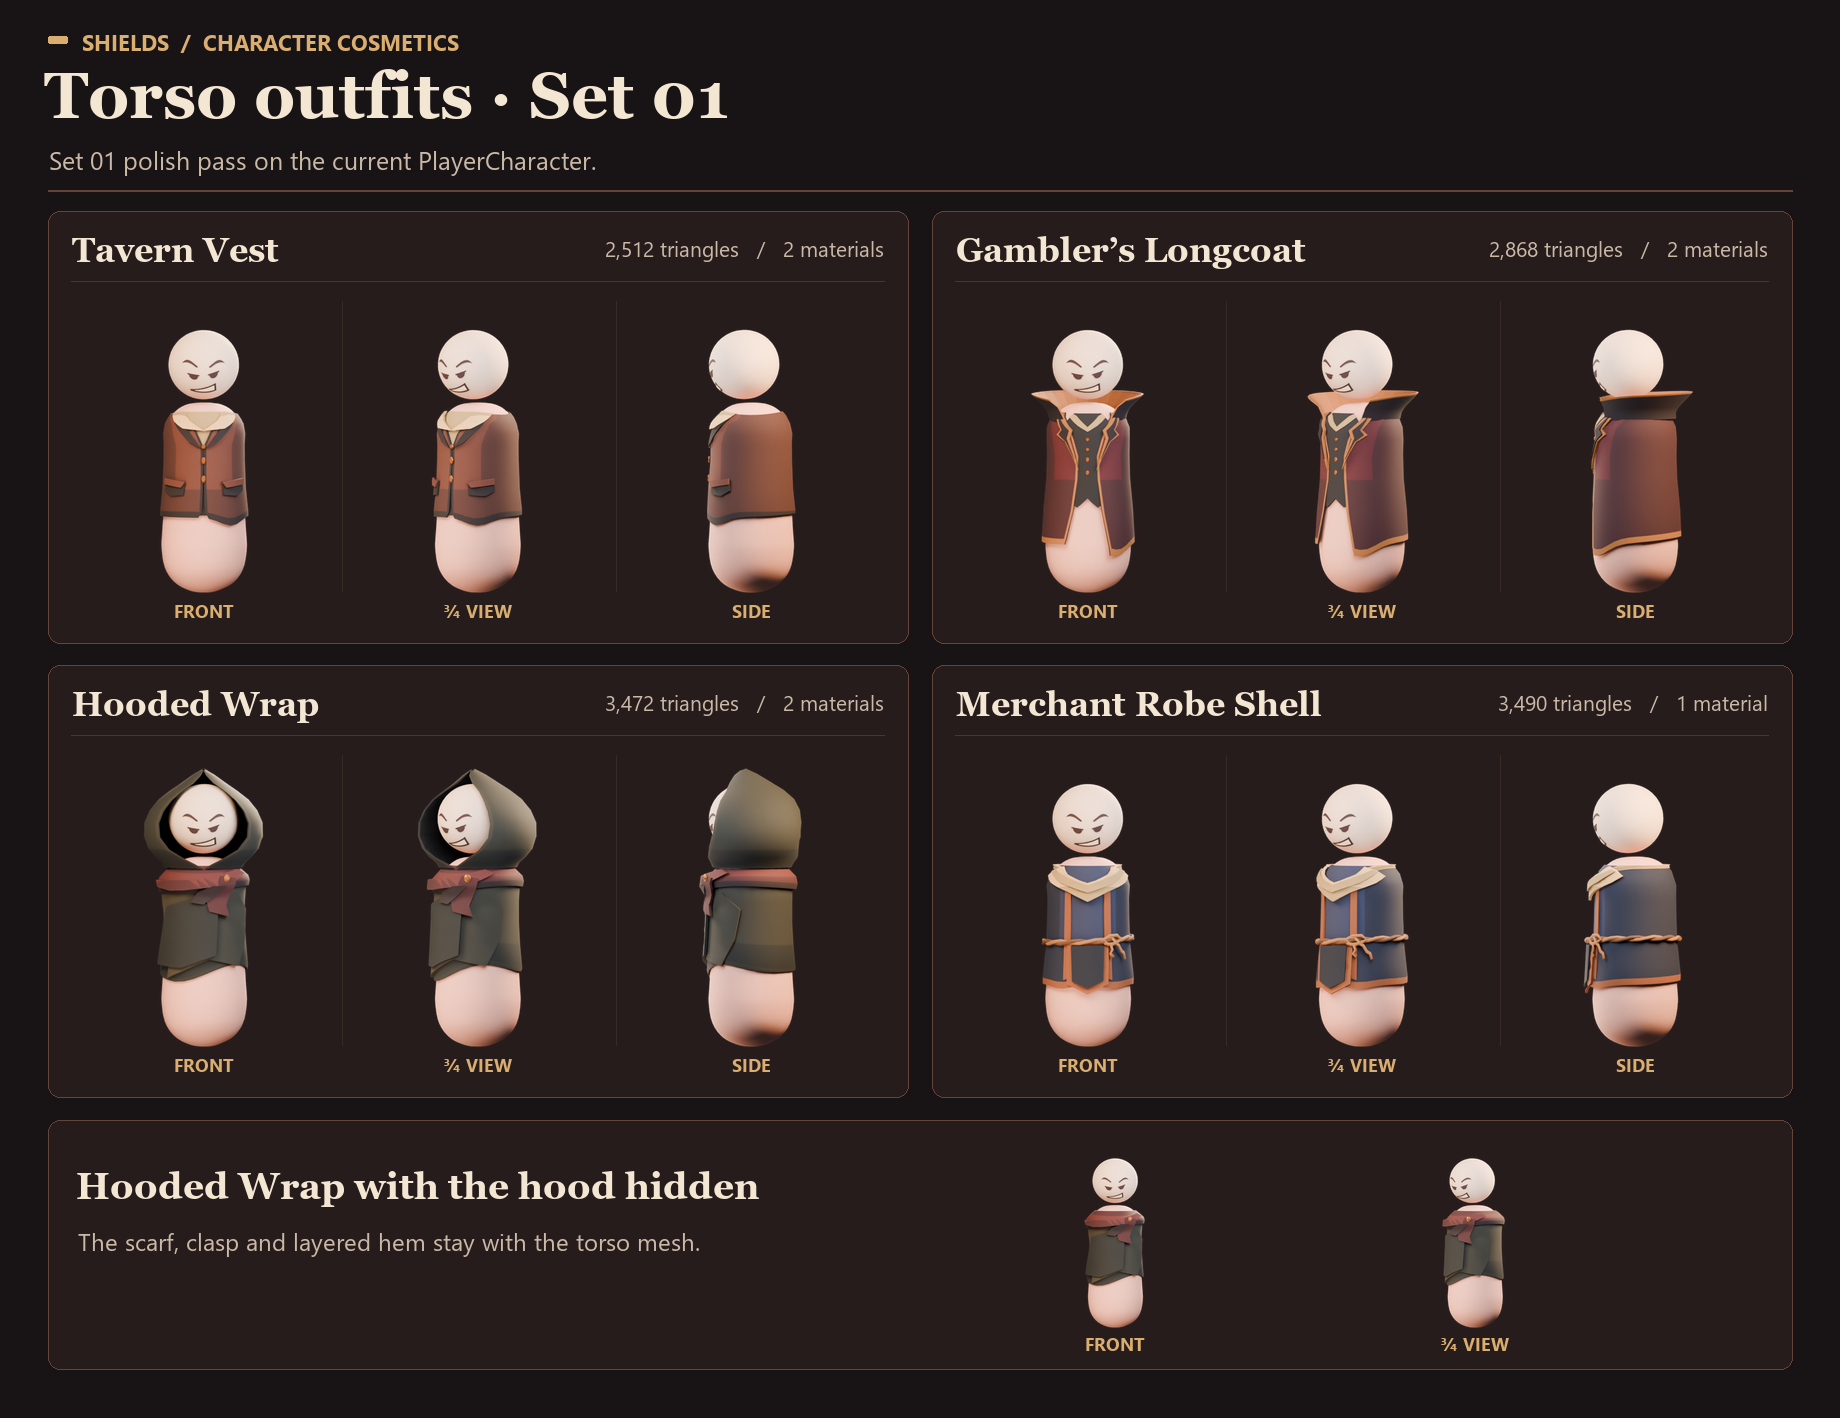 SHIELDS / CHARACTER COSMETICS
Torso outfits · Set 01
Set 01 polish pass on the current PlayerCharacter.
Tavern Vest
2,512 triangles / 2 materials
FRONT
¾ VIEW
SIDE
Gambler’s Longcoat
2,868 triangles / 2 materials
FRONT
¾ VIEW
SIDE
Hooded Wrap
3,472 triangles / 2 materials
FRONT
¾ VIEW
SIDE
Merchant Robe Shell
3,490 triangles / 1 material
FRONT
¾ VIEW
SIDE
Hooded Wrap with the hood hidden
The scarf, clasp and layered hem stay with the torso mesh.
FRONT
¾ VIEW